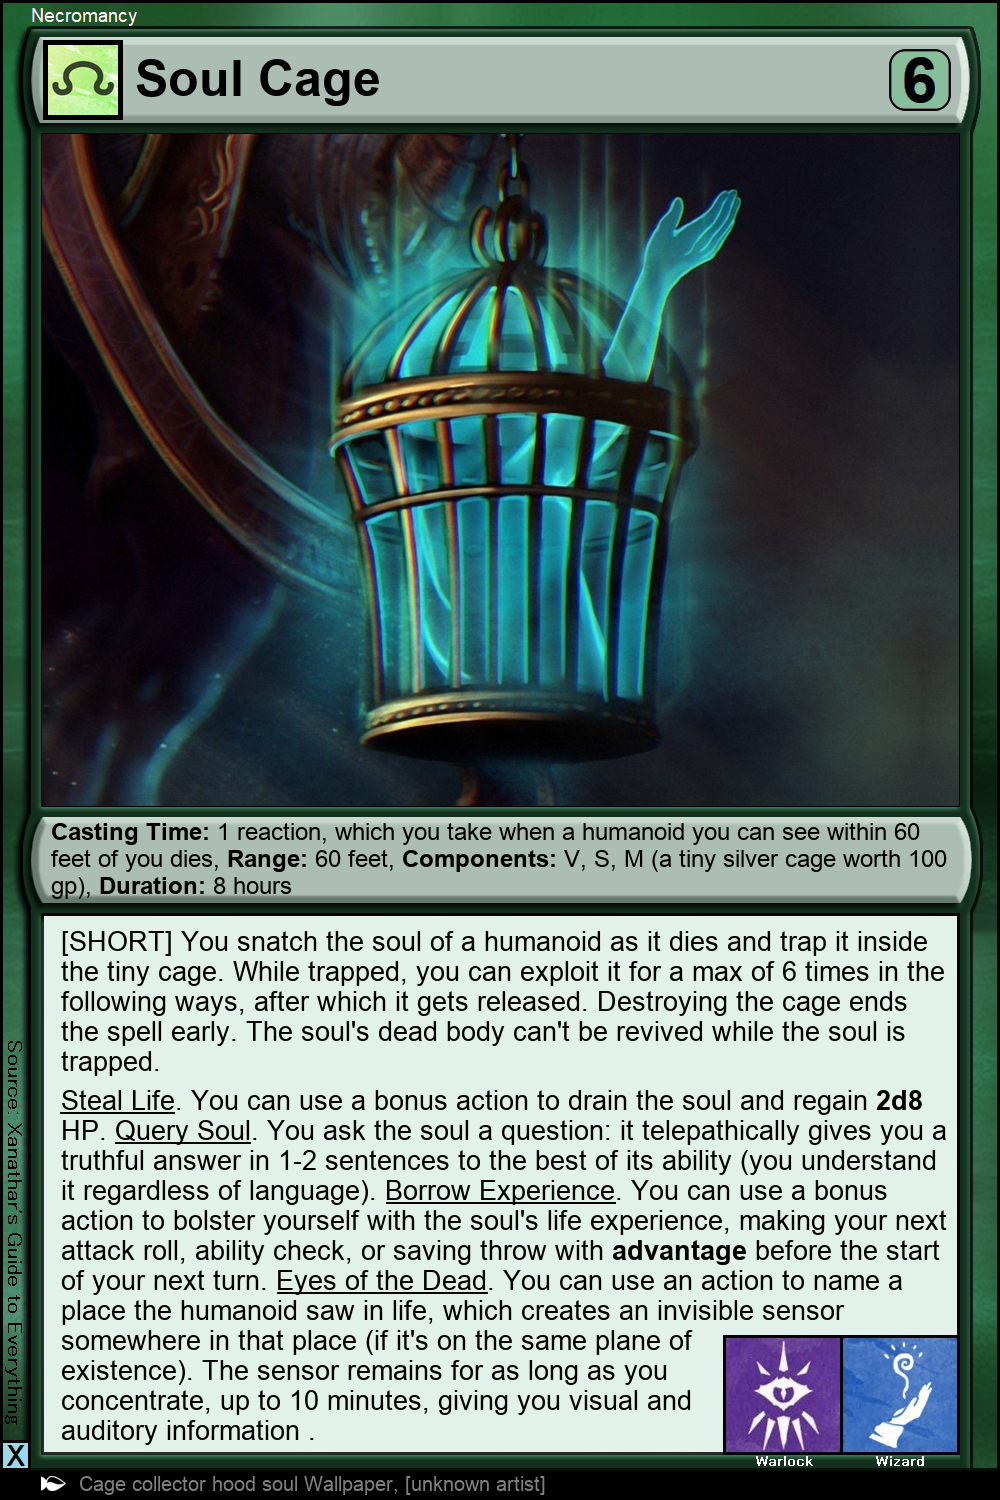 Necromancy
Soul Cage
6
Casting Time: 1 reaction, which you take when a humanoid you can see within 60
feet of you dies, Range: 60 feet, Components: V, S, M (a tiny silver cage worth 100
gp), Duration: 8 hours
[SHORT] You snatch the soul of a humanoid as it dies and trap it inside
the tiny cage. While trapped, you can exploit it for a max of 6 times in the
following ways, after which it gets released. Destroying the cage ends
the spell early. The soul's dead body can't be revived while the soul is
trapped.
Steal Life. You can use a bonus action to drain the soul and regain 2d8
HP. Query Soul. You ask the soul a question: it telepathically gives you a
truthful answer in 1-2 sentences to the best of its ability (you understand
it regardless of language). Borrow Experience. You can use a bonus
action to bolster yourself with the soul's life experience, making your next
attack roll, ability check, or saving throw with advantage before the start
of your next turn. Eyes of the Dead. You can use an action to name a
place the humanoid saw in life, which creates an invisible sensor
somewhere in that place (if it's on the same plane of
existence). The sensor remains for as long as you
concentrate, up to 10 minutes, giving you visual and
auditory information .
Warlock
Wizard
Source: Xanathar's Guide to Everything
X
Cage collector hood soul Wallpaper, [unknown artist]